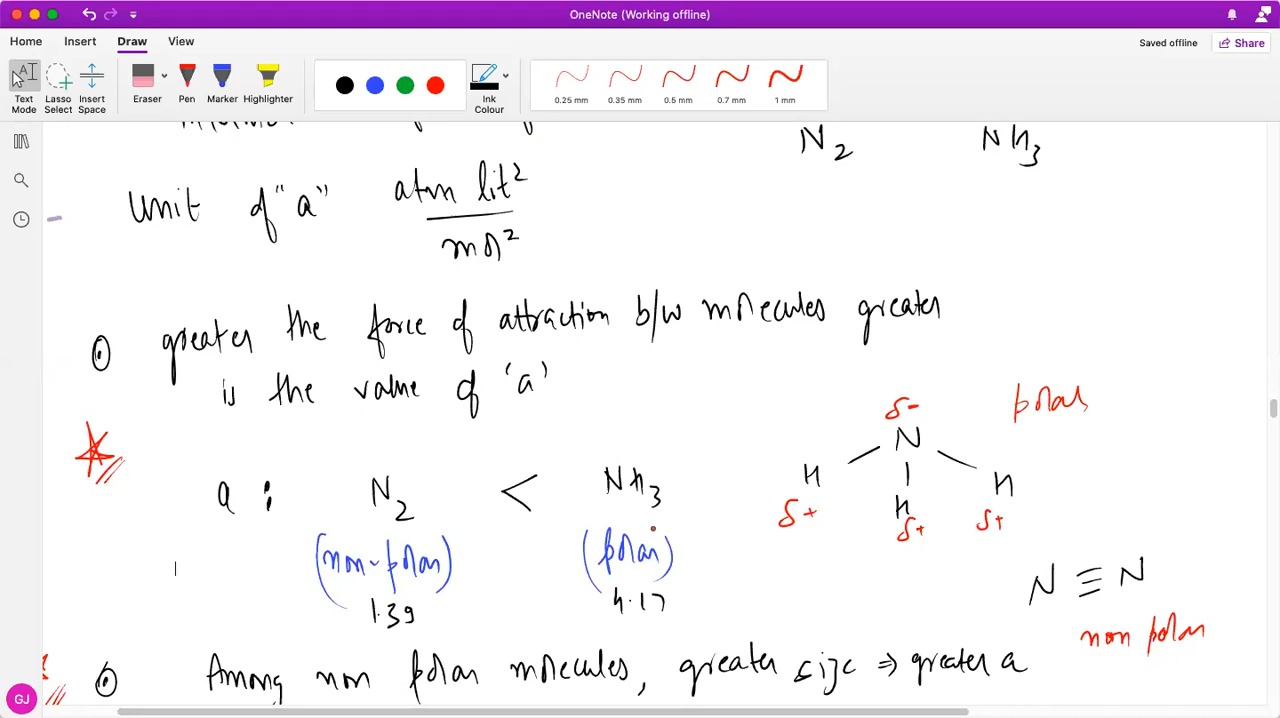 OneNote (Working offline)
Home Insert Draw View
Saved offline Share
Text Mode
Lasso Select
Insert Space
Eraser
Pen
Marker
Highlighter
Ink Colour
0.25 mm 0.35 mm 0.5 mm 0.7 mm 1 mm
N2 NH3
Unit of "a" atm lit²
mol²
greater the force of attraction b/w molecules greater
is the value of 'a'
δ- polar
N
H H H
δ+ δ+ δ+
a : N2 < NH3
(non-polar) (polar)
1.39 4.17
N ≡ N
non polar
Among non polar molecules, greater size ⇒ greater a
GJ